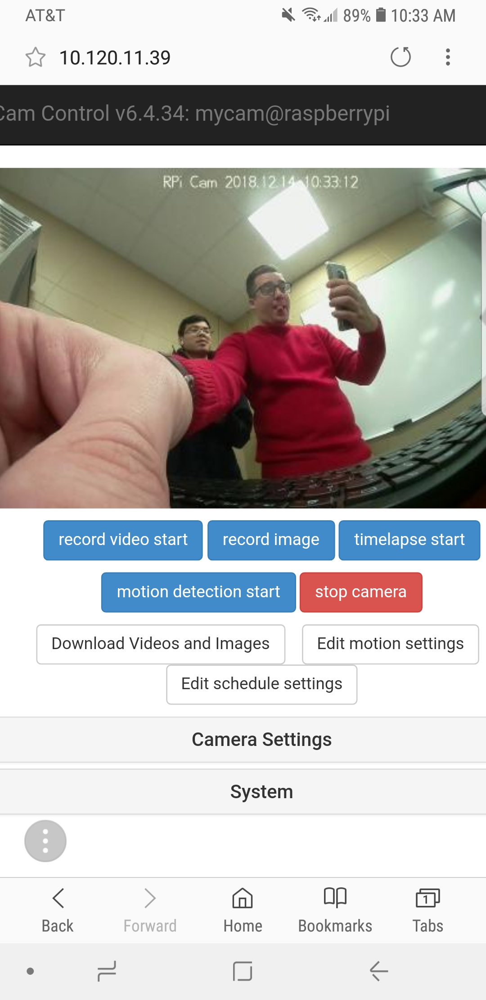 AT&T 89% 10:33 AM
10.120.11.39
Cam Control v6.4.34: mycam@raspberrypi
RPi Cam 2018.12.14 10:33:12
record video start record image timelapse start
motion detection start stop camera
Download Videos and Images Edit motion settings
Edit schedule settings
Camera Settings
System
1
Back Forward Home Bookmarks Tabs